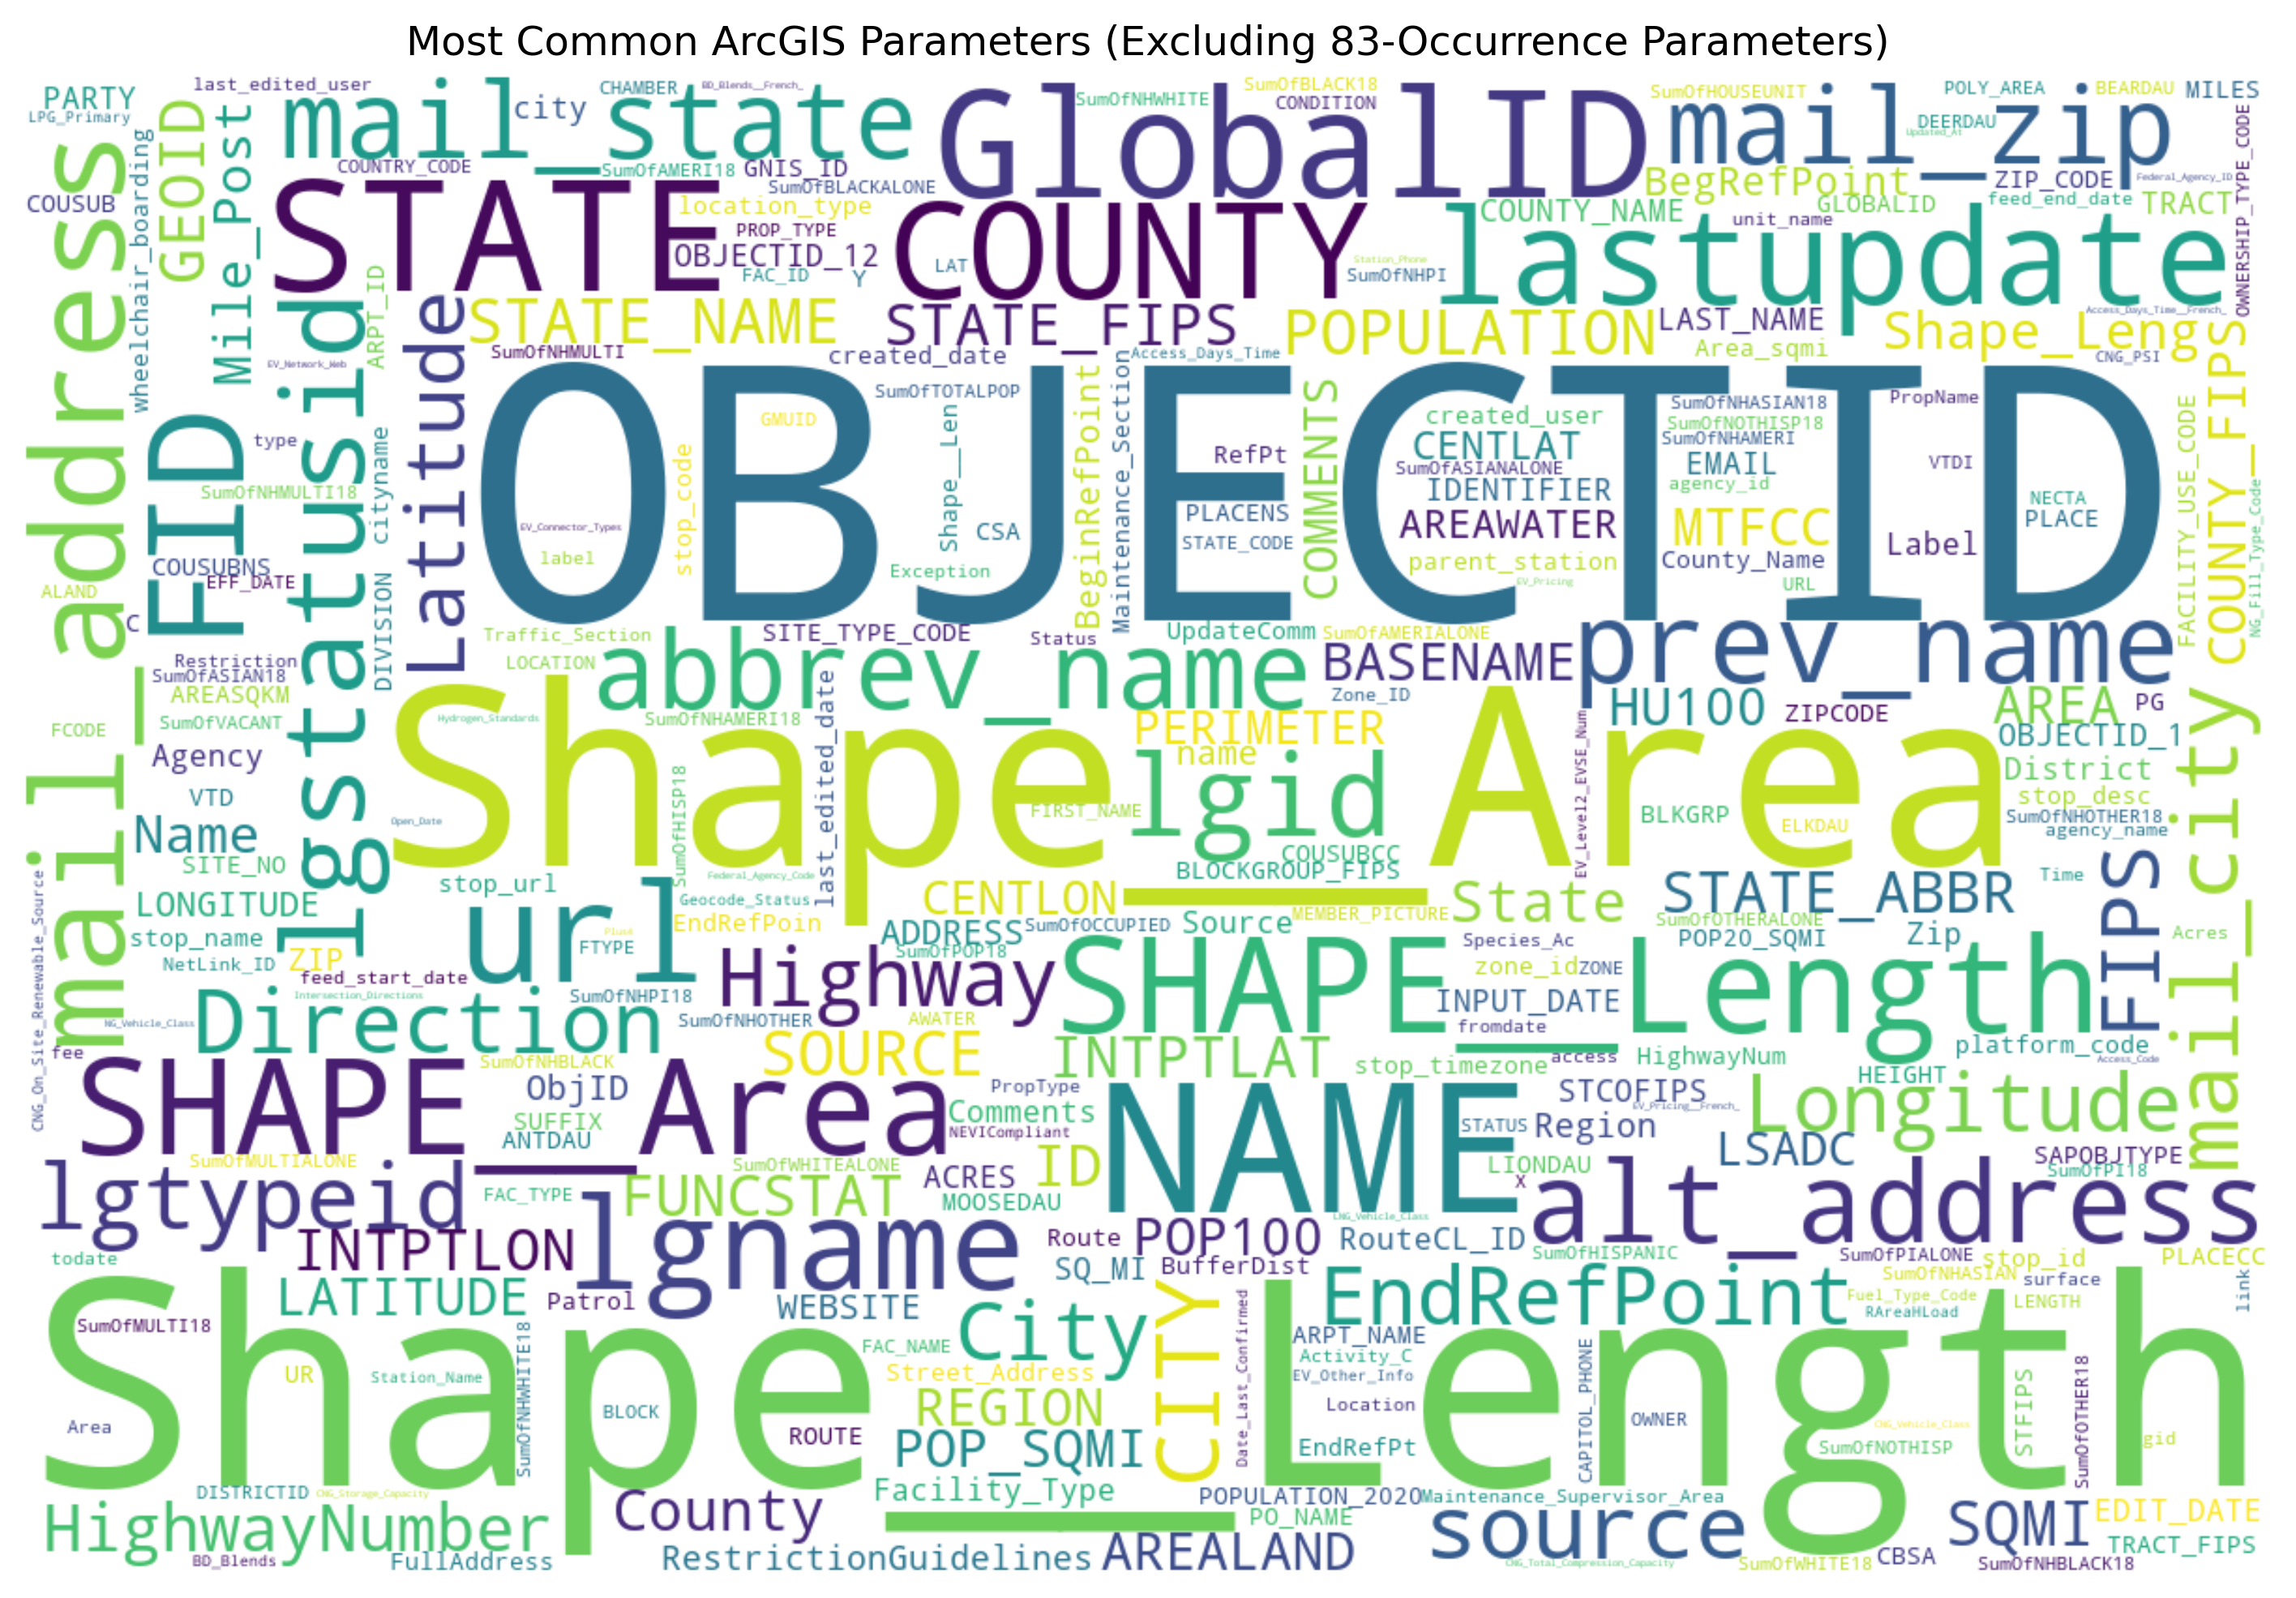 Most Common ArcGIS Parameters (Excluding 83-Occurrence Parameters)
PARTY
LPG_Primary
last_edited_user
mail_state
city
CHAMBER
BD_Blends__French_
GlobalID
SumOfNHWHITE
SumOfBLACK18
CONDITION
SumOfHOUSEUNIT
mail_zip
POLY_AREA
BEARDAU
MILES
DEERDAU
Updated_At
COUNTRY_CODE
SumOfAMERI18
GNIS_ID
SumOfBLACKALONE
BegRefPoint
ZIP_CODE
Federal_Agency_ID
OWNERSHIP_TYPE_CODE
COUSUB
wheelchair_boarding
GEOID
Mile_Post
STATE
location_type
PROP_TYPE
OBJECTID_12
FAC_ID
Y
COUNTY
LAT
SumOfNHPI
Station_Phone
COUNTY_NAME
unit_name
GLOBALID
feed_end_date
TRACT
lastupdate
mail_address
ARPT_ID
STATE_NAME
STATE_FIPS
POPULATION
LAST_NAME
Area_sqmi
Shape_Leng
Access_Days_Time__French_
CNG_PSI
COUNTY_FIPS
EV_Network_Web
SumOfNHMULTI
created_date
Access_Days_Time
Latitude
lgstatusid
FID
type
SumOfNHMULTI18
cityname
OBJECTID
GMUID
SumOfTOTALPOP
Shape__Len
BeginRefPoint
Maintenance_Section
COMMENTS
RefPt
created_user
CENTLAT
SumOfASIANALONE
IDENTIFIER
AREAWATER
parent_station
EV_Pricing
SumOfNHASIAN18
SumOfNOTHISP18
SumOfNHAMERI
EMAIL
agency_id
MTFCC
County_Name
URL
PropName
VTDI
Label
NECTA
PLACE
FACILITY_USE_CODE
NG_Fill_Type_Code
stop_code
EV_Connector_Types
label
CSA
Exception
PLACENS
STATE_CODE
COUSUBNS
EFF_DATE
ALAND
C
DIVISION
Restriction
SumOfASIAN18
AREASQKM
SumOfVACANT
FCODE
Agency
VTD
Name
SITE_NO
Traffic_Section
LOCATION
SITE_TYPE_CODE
Status
UpdateComm
SumOfAMERIALONE
abbrev_name
BASENAME
Zone_ID
prev_name
HU100
ZIPCODE
AREA
PG
OBJECTID_1
District
stop_desc
SumOfNHOTHER18
agency_name
mail_city
Hydrogen_Standards
SumOfNHAMERI18
last_edited_date
PERIMETER
name
Shape__Area
lgid
FIRST_NAME
COUSUBCC
BLOCKGROUP_FIPS
EV_Level2_EVSE_Num
BLKGRP
ELKDAU
Open_Date
SumOfHISP18
Federal_Agency_Code
Geocode_Status
stop_url
CNG_On_Site_Renewable_Source
LONGITUDE
stop_name
NetLink_ID
ZIP
feed_start_date
Intersection_Directions
url
FTYPE
EndRefPoin
CENTLON
ADDRESS
SumOfOCCUPIED
Source
MEMBER_PICTURE
State
STATE_ABBR
SumOfOTHERALONE
POP20_SQMI
Zip
Time
Acres
FIPS
SumOfPOP18
Species_Ac
zone_id
ZONE
INPUT_DATE
fromdate
access
SHAPE_Length
Highway
AWATER
SumOfNHPI18
SumOfNHOTHER
Direction
NG_Vehicle_Class
fee
SumOfNHBLACK
SOURCE
INTPTLAT
stop_timezone
HighwayNum
platform_code
Access_Code
HEIGHT
SHAPE_Area
ObjID
SUFFIX
ANTDAU
PropType
Comments
NEVICompliant
NAME
STATUS
STCOFIPS
EV_Pricing__French_
Region
Longitude
SumOfMULTIALONE
SumOfWHITEALONE
ACRES
ID
LIONDAU
X
LSADC
SAPOBJTYPE
SumOfPI18
lgtypeid
FAC_TYPE
FUNCSTAT
MOOSEDAU
CNG_Vehicle_Class
alt_address
todate
INTPTLON
lgname
Route
POP100
RouteCL_ID
SumOfHISPANIC
SumOfPIALONE
stop_id
PLACECC
SQ_MI
BufferDist
SumOfNHASIAN
surface
link
LATITUDE
Patrol
WEBSITE
City
CITY
EndRefPoint
Fuel_Type_Code
LENGTH
RAreaHLoad
SumOfMULTI18
SumOfNHWHITE18
FAC_NAME
Street_Address
Date_Last_Confirmed
ARPT_NAME
Activity_C
EV_Other_Info
CAPITOL_PHONE
STFIPS
SumOfOTHER18
Shape__Length
UR
Station_Name
Area
BLOCK
ROUTE
REGION
Location
OWNER
CNG_Vehicle_Class
SumOfNOTHISP
gid
POP_SQMI
EndRefPt
DISTRICTID
CNG_Storage_Capacity
County
Facility_Type
POPULATION_2020
Maintenance_Supervisor_Area
HighwayNumber
PO_NAME
source
SQMI
EDIT_DATE
TRACT_FIPS
BD_Blends
FullAddress
RestrictionGuidelines
AREALAND
CNG_Total_Compression_Capacity
SumOfWHITE18
CBSA
SumOfNHBLACK18